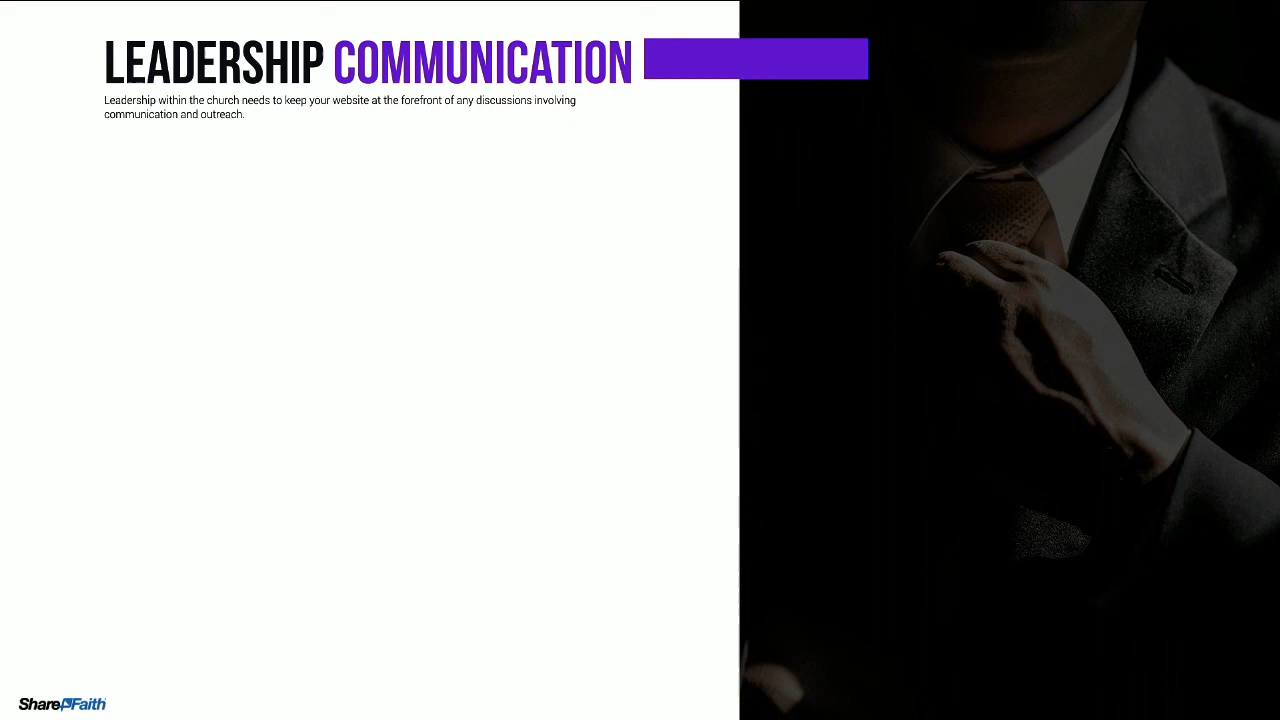 LEADERSHIP COMMUNICATION
Leadership within the church needs to keep your website at the forefront of any discussions involving
communication and outreach.
ShareFaith